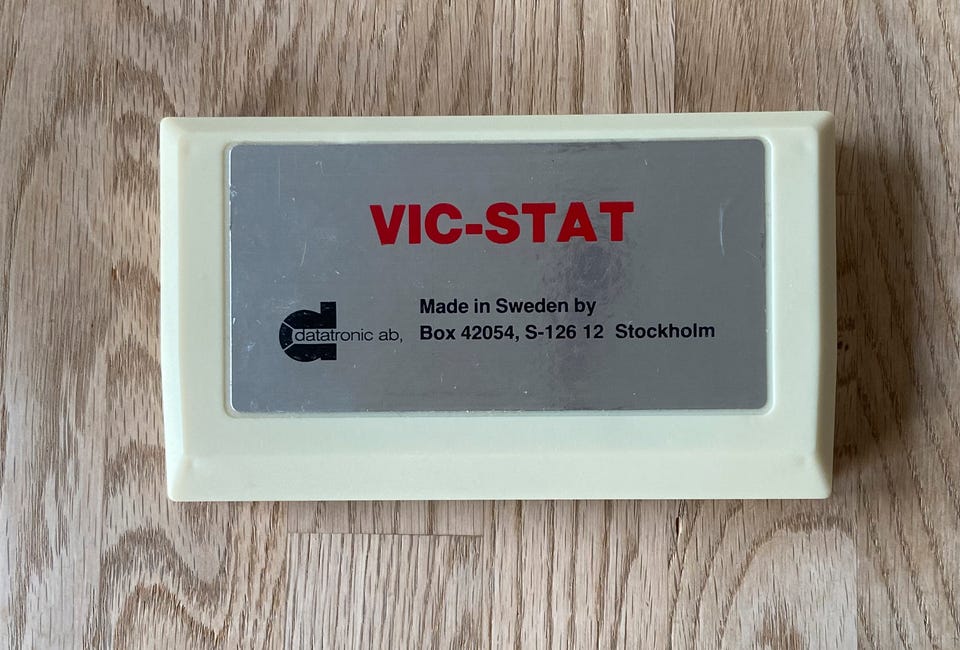 VIC-STAT
Made in Sweden by
datatronic ab, Box 42054, S-126 12 Stockholm